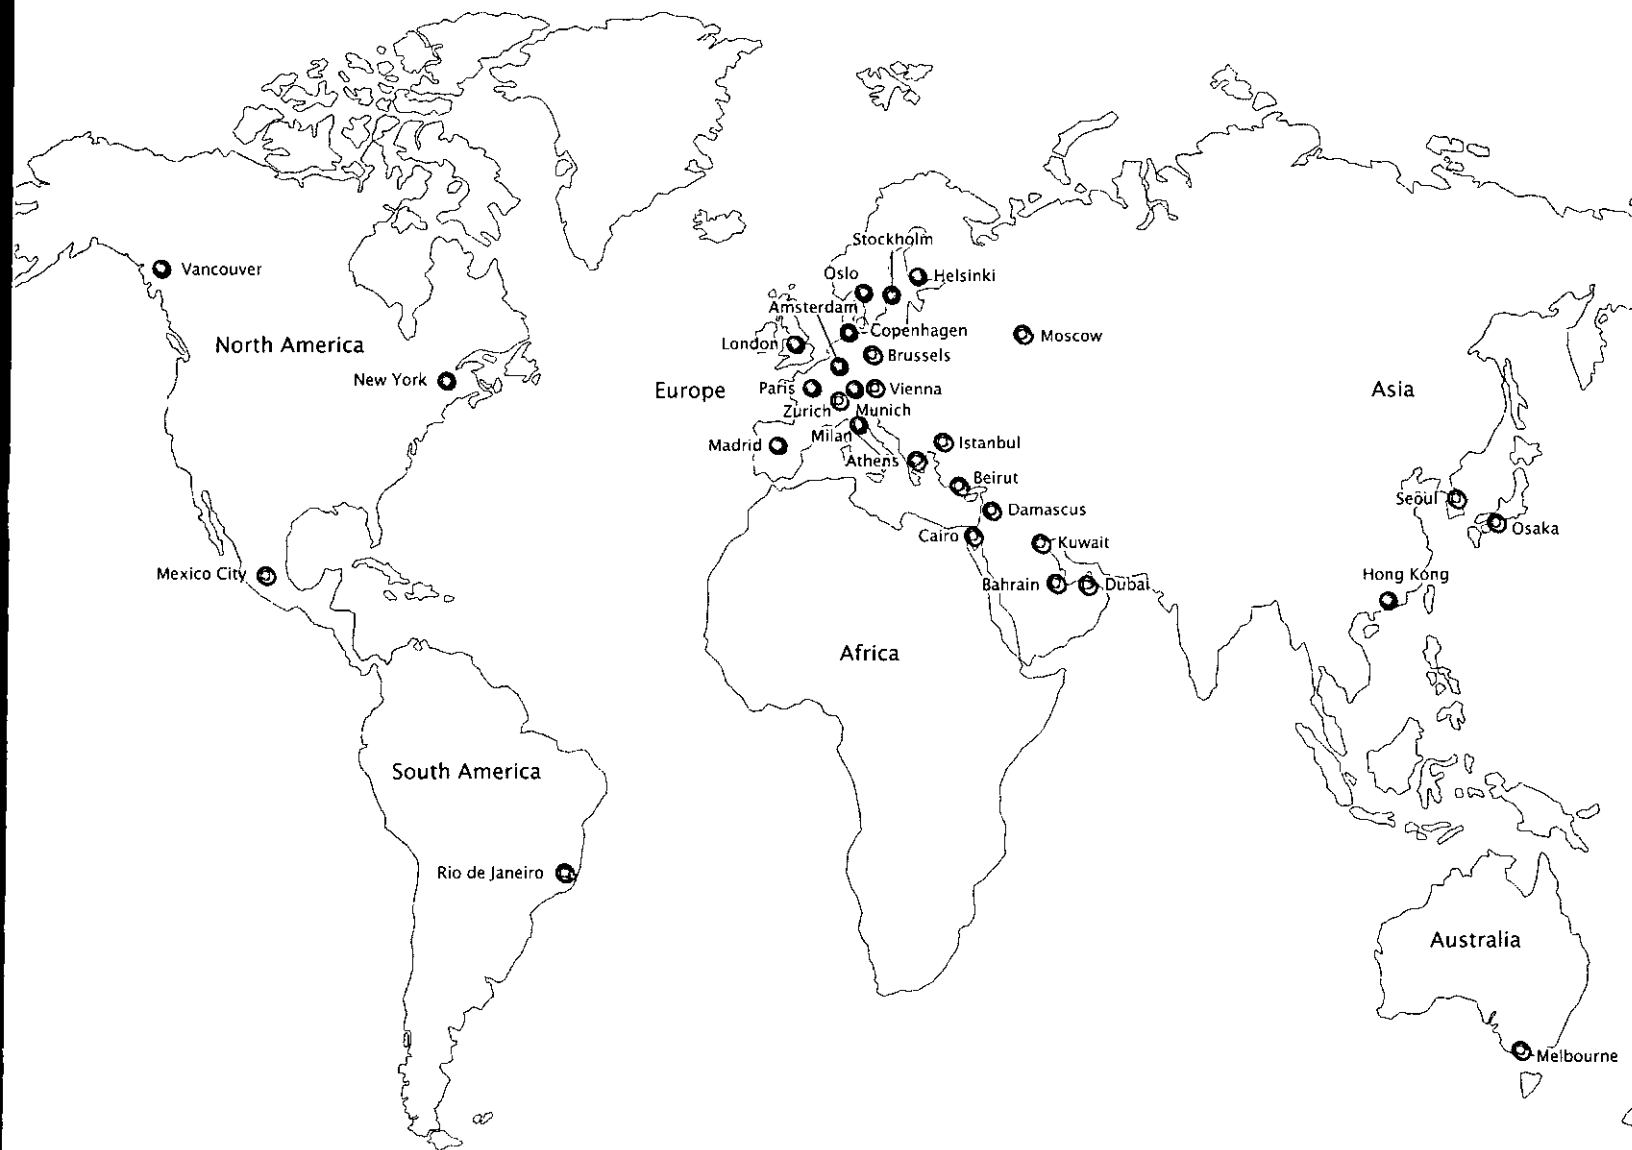 Stockholm
Vancouver
Oslo
Helsinki
Amsterdam
Copenhagen
Moscow
North America
London
Brussels
New York
Europe
Paris
Vienna
Asia
Zurich
Munich
Milan
Madrid
Istanbul
Athens
Beirut
Seoul
Damascus
Osaka
Cairo
Kuwait
Mexico City
Bahrain
Dubai
Hong Kong
Africa
South America
Rio de Janeiro
Australia
Melbourne